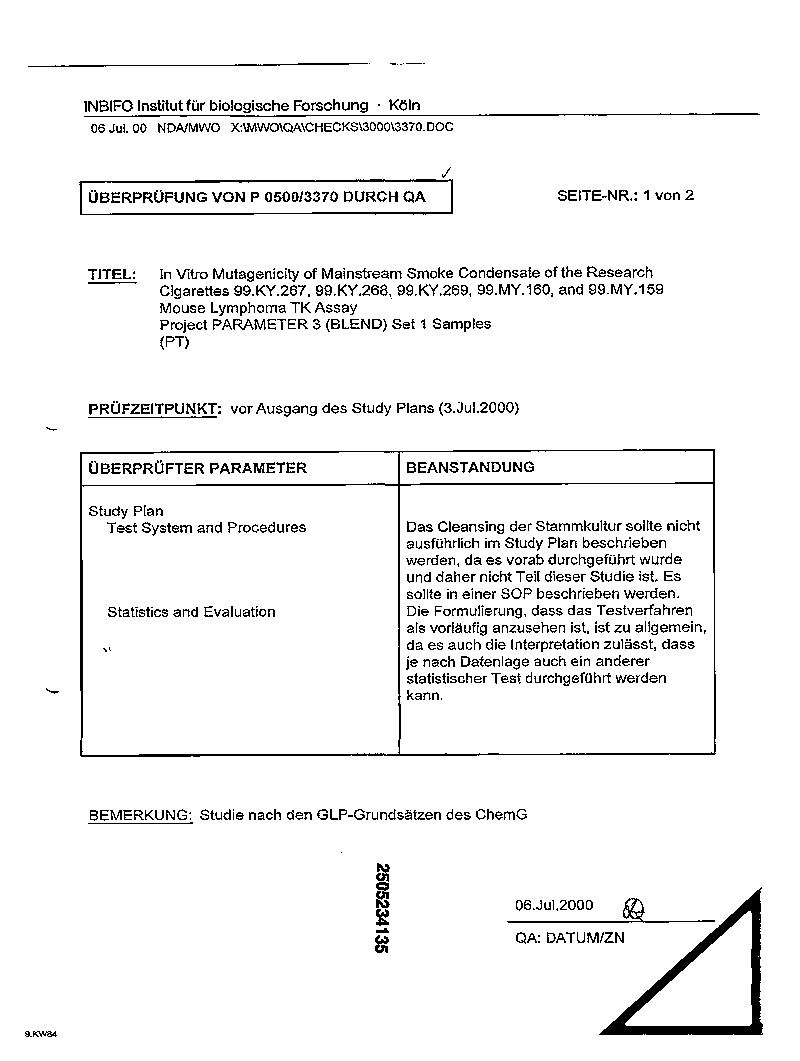 INBIFO Institut für biologische Forschung · Köln
06 Jul. 00 NDA/MWO X:\MWO\QA\CHECKS\3000\3370.DOC
ÜBERPRÜFUNG VON P 0500/3370 DURCH QA
SEITE-NR.: 1 von 2
TITEL: In Vitro Mutagenicity of Mainstream Smoke Condensate of the Research
Cigarettes 99.KY.267, 99.KY.268, 99.KY.269, 99.MY.160, and 99.MY.159
Mouse Lymphoma TK Assay
Project PARAMETER 3 (BLEND) Set 1 Samples
(PT)
PRÜFZEITPUNKT: vor Ausgang des Study Plans (3.Jul.2000)
ÜBERPRÜFTER PARAMETER
BEANSTANDUNG
Study Plan
Test System and Procedures
Das Cleansing der Stammkultur sollte nicht
ausführlich im Study Plan beschrieben
werden, da es vorab durchgeführt wurde
und daher nicht Teil dieser Studie ist. Es
sollte in einer SOP beschrieben werden.
Statistics and Evaluation
Die Formulierung, dass das Testverfahren
als vorläufig anzusehen ist, ist zu allgemein,
da es auch die Interpretation zulässt, dass
je nach Datenlage auch ein anderer
statistischer Test durchgeführt werden
kann.
BEMERKUNG: Studie nach den GLP-Grundsätzen des ChemG
2505234135
06.Jul.2000
QA: DATUM/ZN
9.KW84